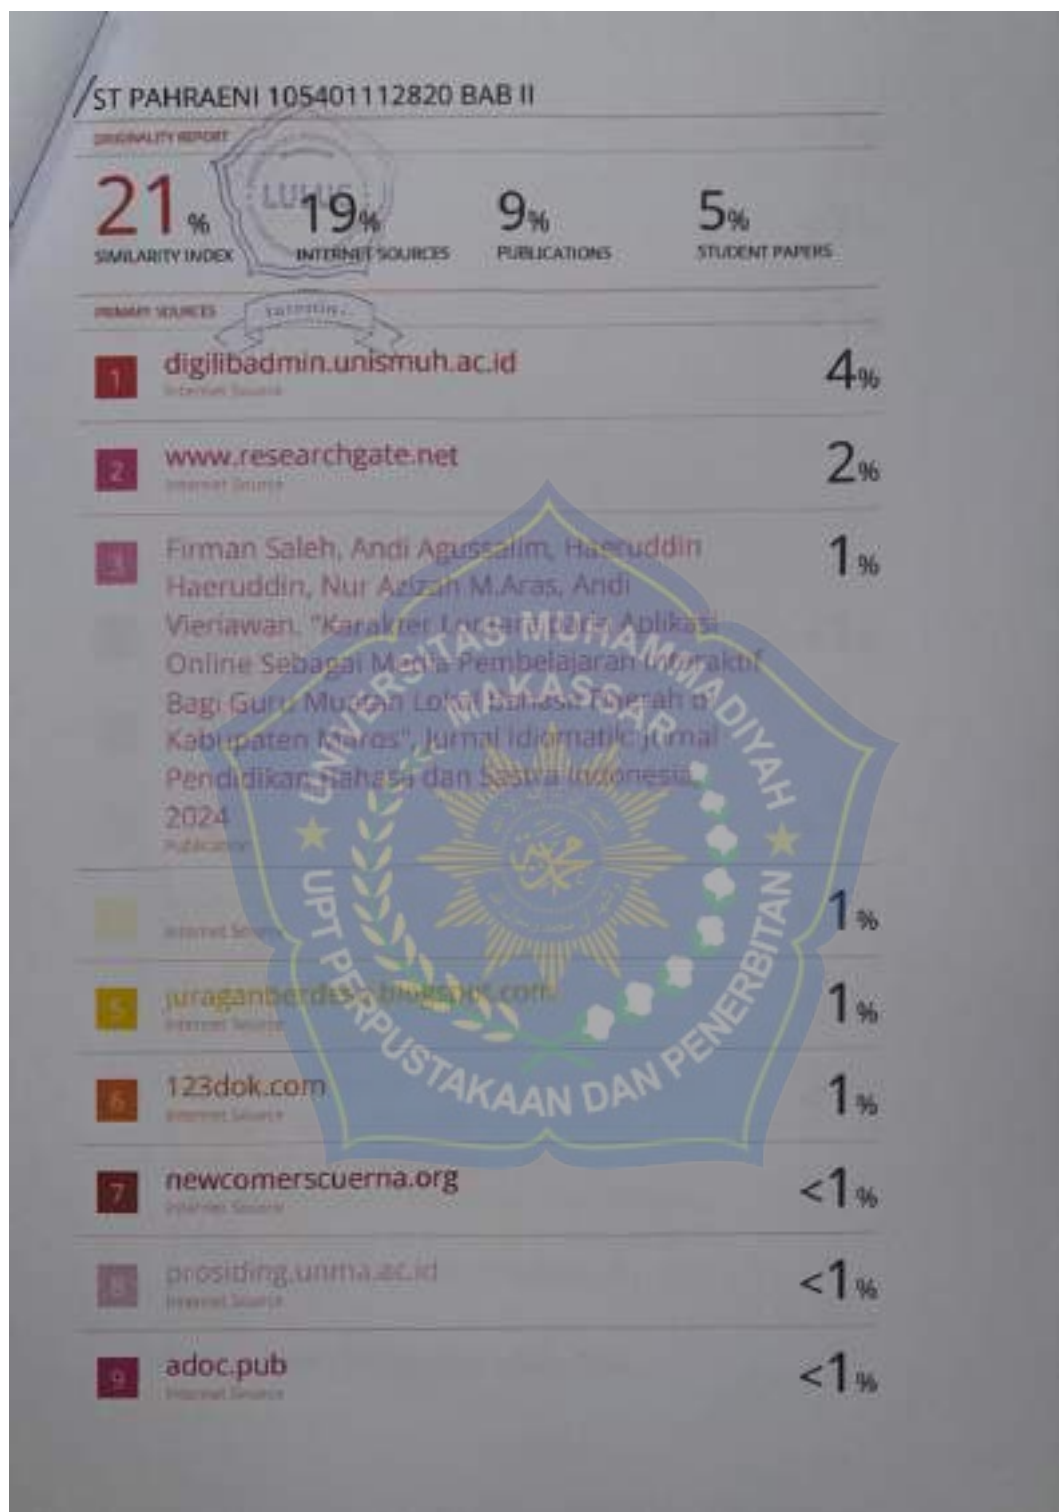 ST PAHRAENI 105401112820 BAB II
ORIGINALITY REPORT
21%
SIMILARITY INDEX
19%
INTERNET SOURCES
9%
PUBLICATIONS
5%
STUDENT PAPERS
LULUS
turnitin
PRIMARY SOURCES
1
digilibadmin.unismuh.ac.id
Internet Source
4%
2
www.researchgate.net
Internet Source
2%
3
Firman Saleh, Andi Agussalim, Haeruddin
Haeruddin, Nur Azizah M.Aras, Andi
Vieriawan. "Karakter Lontara pada Aplikasi
Online Sebagai Media Pembelajaran Interaktif
Bagi Guru Muatan Lokal Bahasa Daerah di
Kabupaten Maros", Jurnal Idiomatik: Jurnal
Pendidikan Bahasa dan Sastra Indonesia,
2024
Publication
1%
Internet Source
1%
5
.blogspot.com
Internet Source
1%
6
123dok.com
Internet Source
1%
7
newcomerscuerna.org
Internet Source
<1%
8
prosiding.unma.ac.id
Internet Source
<1%
9
adoc.pub
Internet Source
<1%
UNIVERSITAS MUHAMMADIYAH
MAKASSAR
UPT PERPUSTAKAAN DAN PENERBITAN